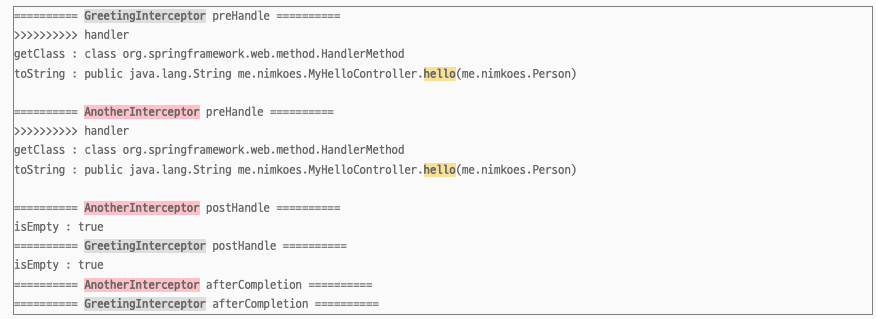 ========== GreetingInterceptor preHandle ==========
>>>>>>>>>> handler
getClass : class org.springframework.web.method.HandlerMethod
toString : public java.lang.String me.nimkoes.MyHelloController.hello(me.nimkoes.Person)
========== AnotherInterceptor preHandle ==========
>>>>>>>>>> handler
getClass : class org.springframework.web.method.HandlerMethod
toString : public java.lang.String me.nimkoes.MyHelloController.hello(me.nimkoes.Person)
========== AnotherInterceptor postHandle ==========
isEmpty : true
========== GreetingInterceptor postHandle ==========
isEmpty : true
========== AnotherInterceptor afterCompletion ==========
========== GreetingInterceptor afterCompletion ==========